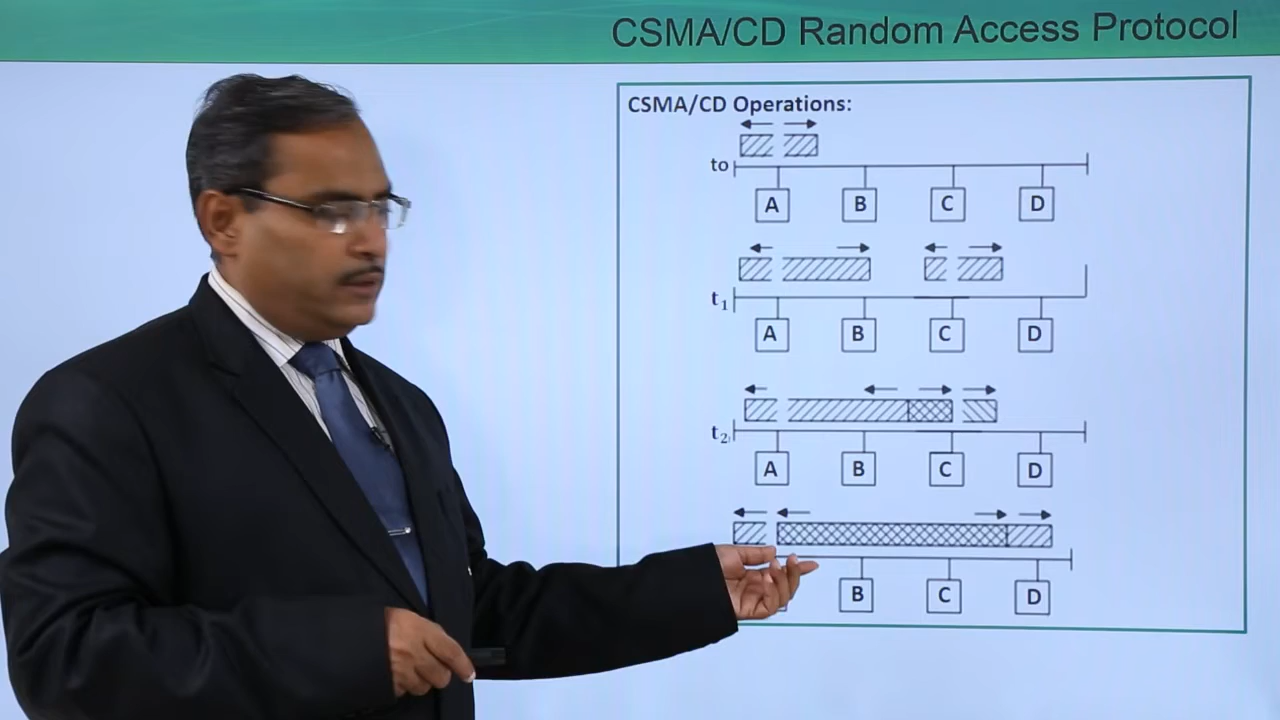 CSMA/CD Random Access Protocol
CSMA/CD Operations:
to
A B C D
t₁
A B C D
t₂
A B C D
B C D